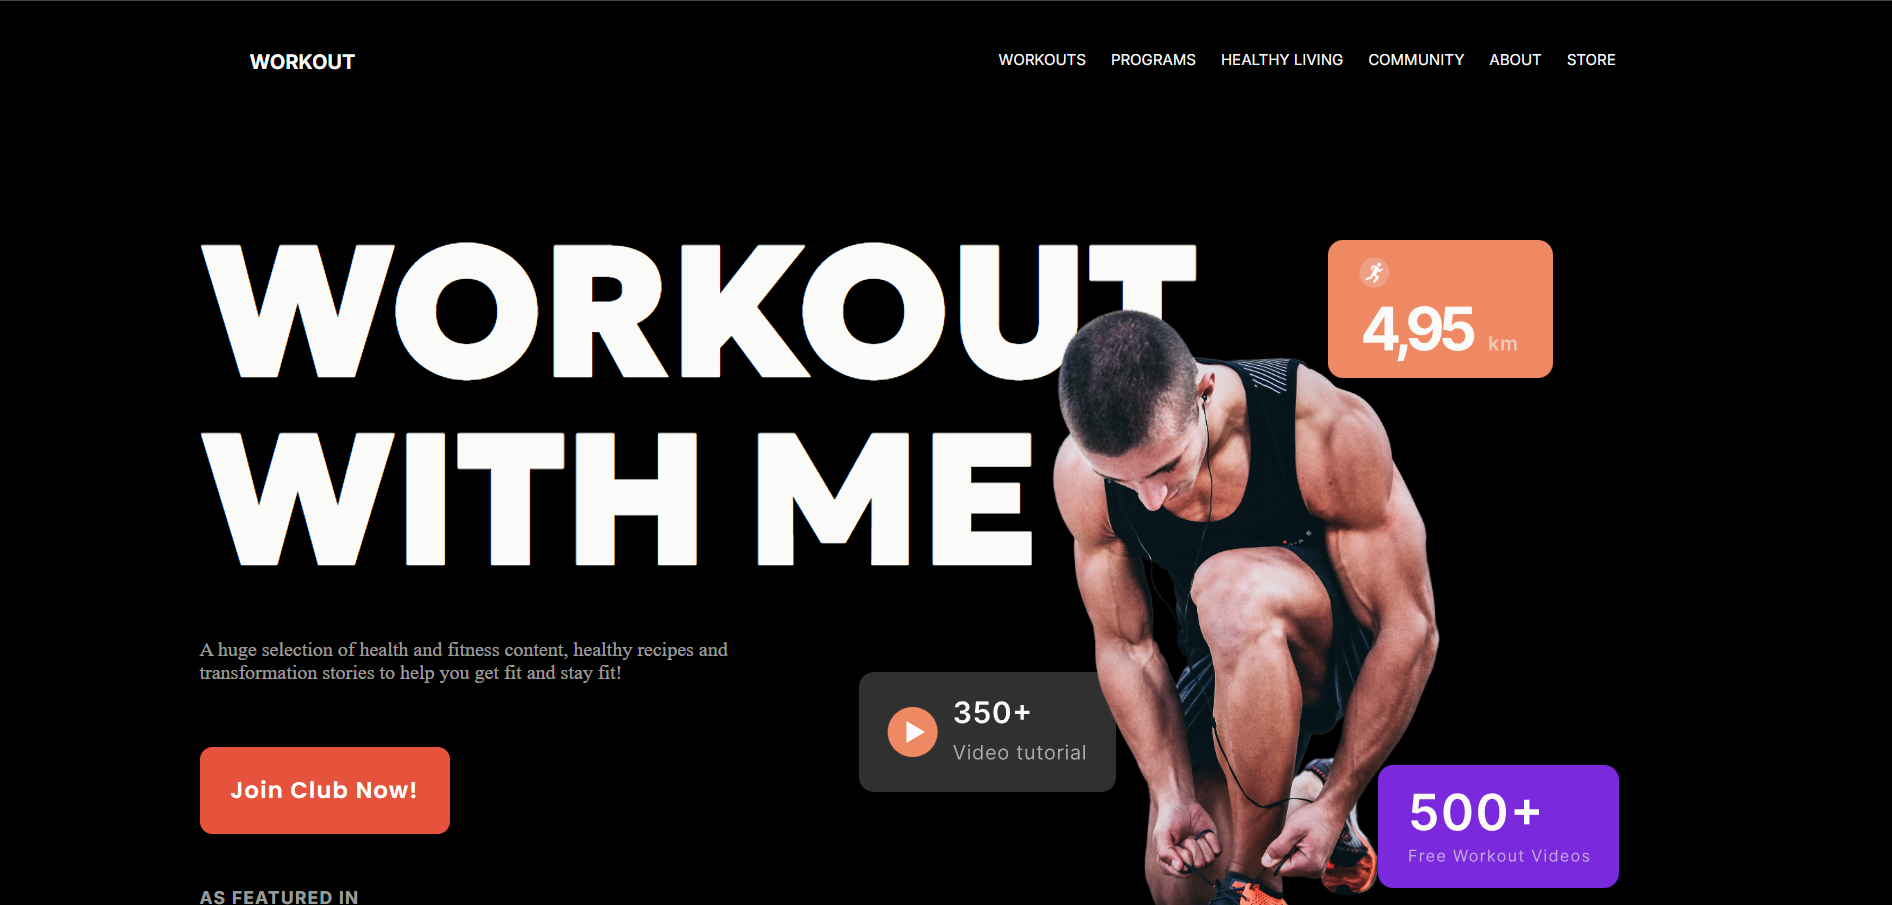 WORKOUT
WORKOUTS PROGRAMS HEALTHY LIVING COMMUNITY ABOUT STORE
WORKOUT
WITH ME
4,95 km
A huge selection of health and fitness content, healthy recipes and
transformation stories to help you get fit and stay fit!
350+
Video tutorial
Join Club Now!
500+
Free Workout Videos
AS FEATURED IN